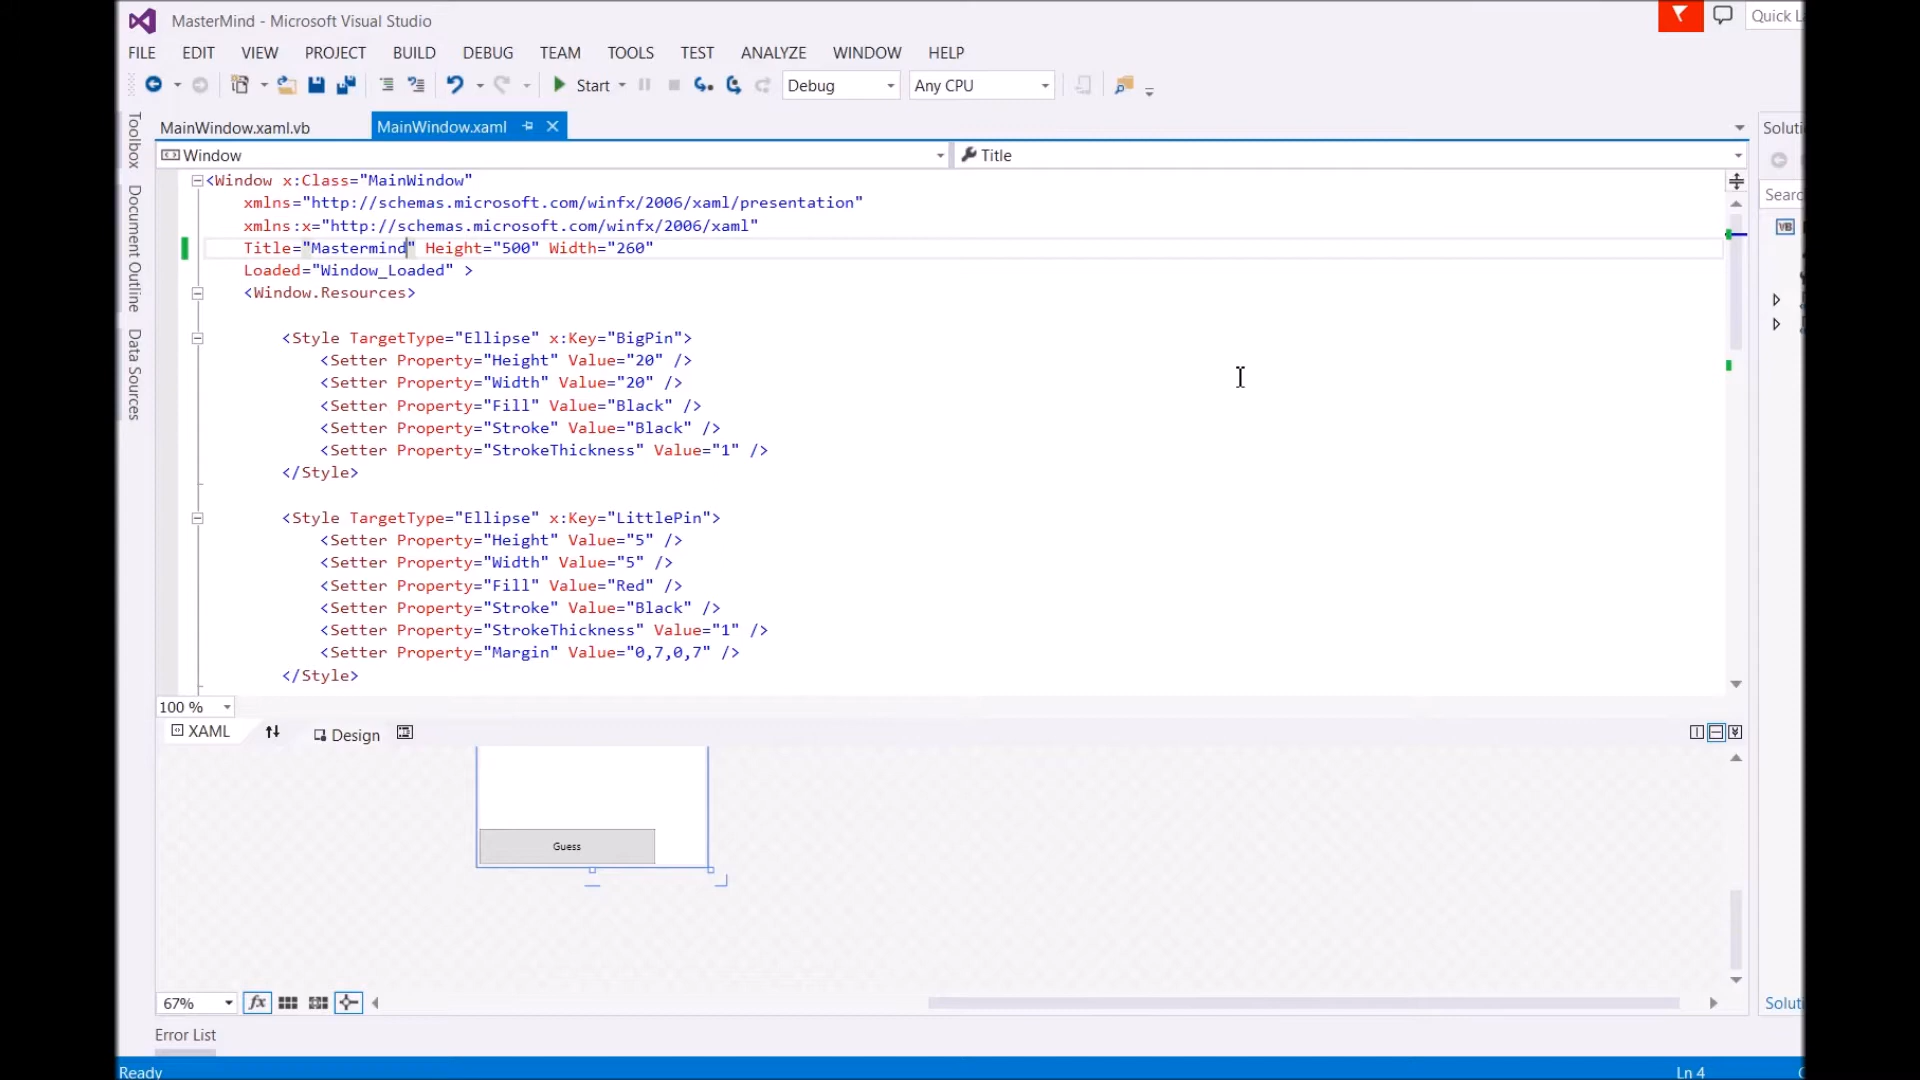 MasterMind - Microsoft Visual Studio
Quick L
FILE EDIT VIEW PROJECT BUILD DEBUG TEAM TOOLS TEST ANALYZE WINDOW HELP
Start Debug Any CPU
Toolbox
Document Outline
Data Sources
MainWindow.xaml.vb MainWindow.xaml
Soluti
Window Title
Searc
<Window x:Class="MainWindow"
xmlns="http://schemas.microsoft.com/winfx/2006/xaml/presentation"
xmlns:x="http://schemas.microsoft.com/winfx/2006/xaml"
Title="Mastermind" Height="500" Width="260"
Loaded="Window_Loaded" >
<Window.Resources>
<Style TargetType="Ellipse" x:Key="BigPin">
<Setter Property="Height" Value="20" />
<Setter Property="Width" Value="20" />
<Setter Property="Fill" Value="Black" />
<Setter Property="Stroke" Value="Black" />
<Setter Property="StrokeThickness" Value="1" />
</Style>
<Style TargetType="Ellipse" x:Key="LittlePin">
<Setter Property="Height" Value="5" />
<Setter Property="Width" Value="5" />
<Setter Property="Fill" Value="Red" />
<Setter Property="Stroke" Value="Black" />
<Setter Property="StrokeThickness" Value="1" />
<Setter Property="Margin" Value="0,7,0,7" />
</Style>
100 %
XAML Design
Guess
67% fx
Solut
Error List
Ready Ln 4